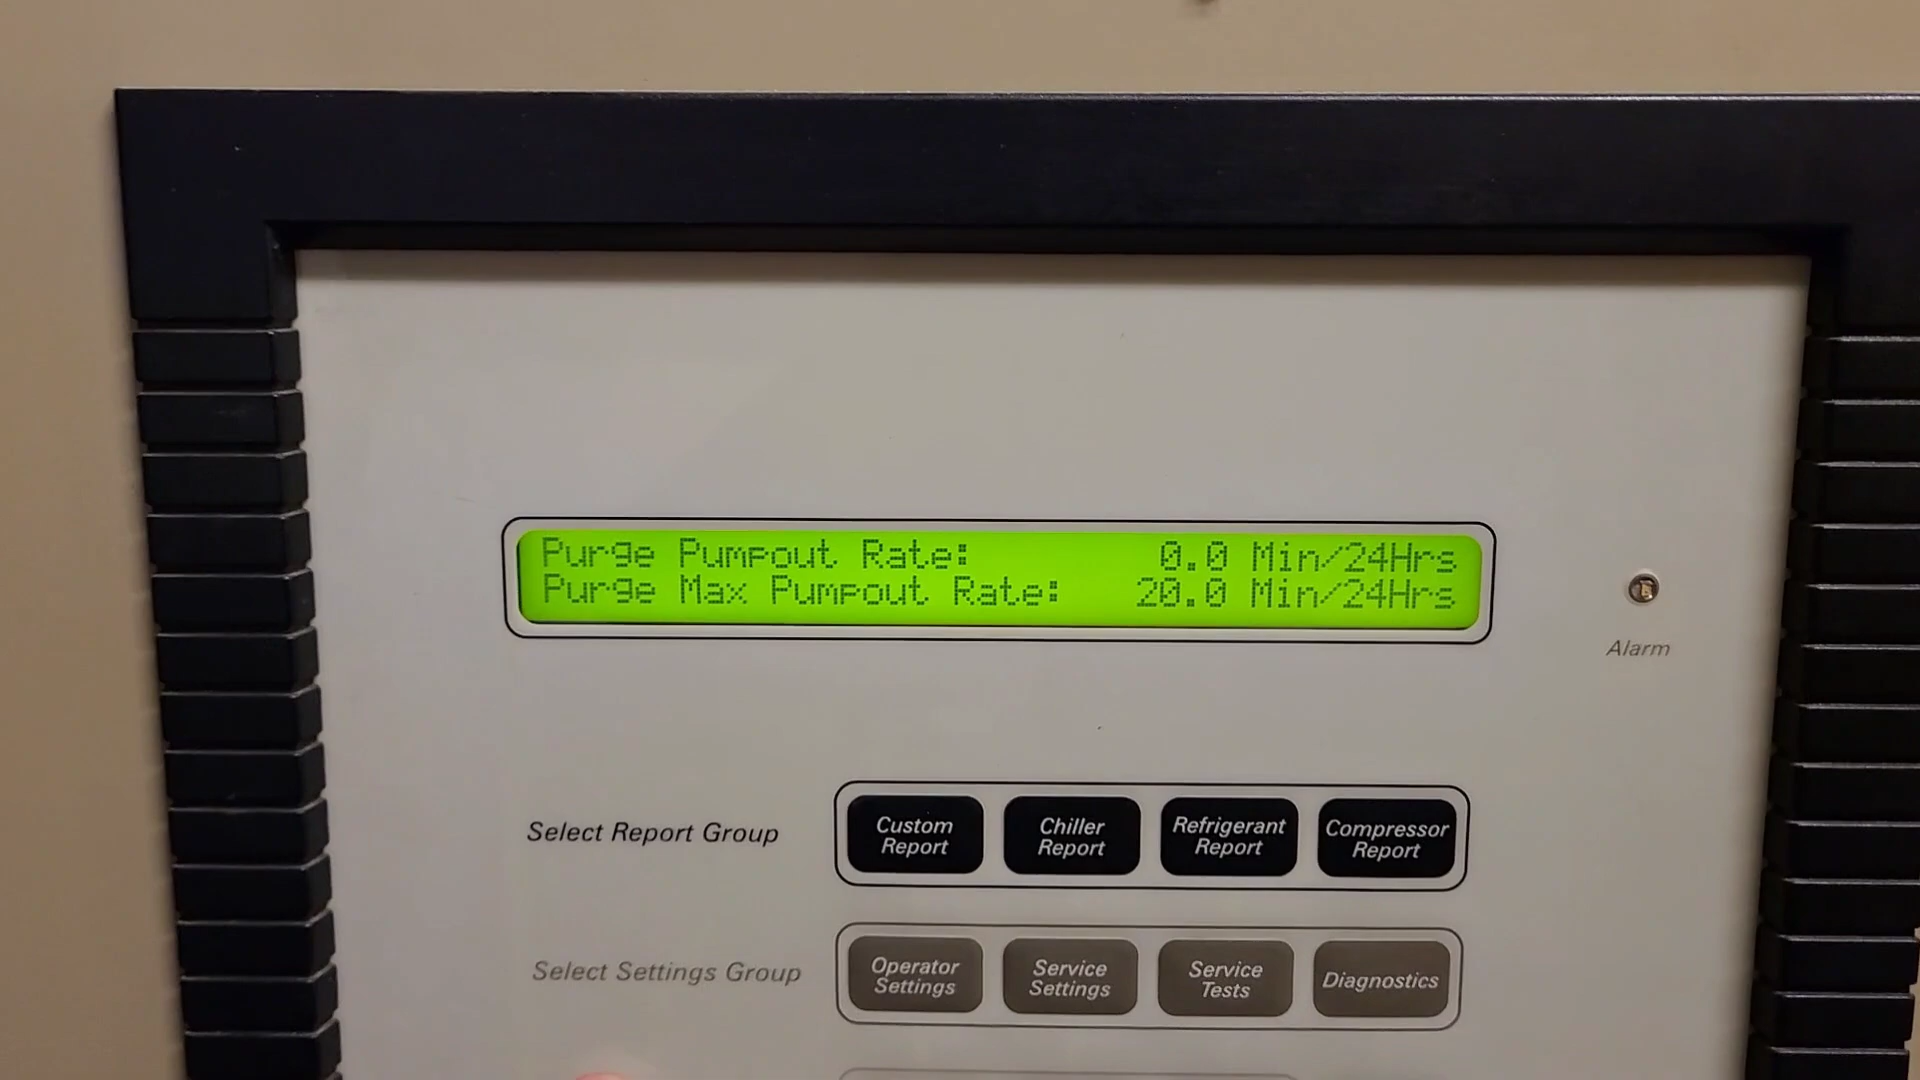 Purge Pumpout Rate: 0.0 Min/24Hrs
Purge Max Pumpout Rate: 20.0 Min/24Hrs
Alarm
Select Report Group
Custom
Report
Chiller
Report
Refrigerant
Report
Compressor
Report
Select Settings Group
Operator
Settings
Service
Settings
Service
Tests
Diagnostics